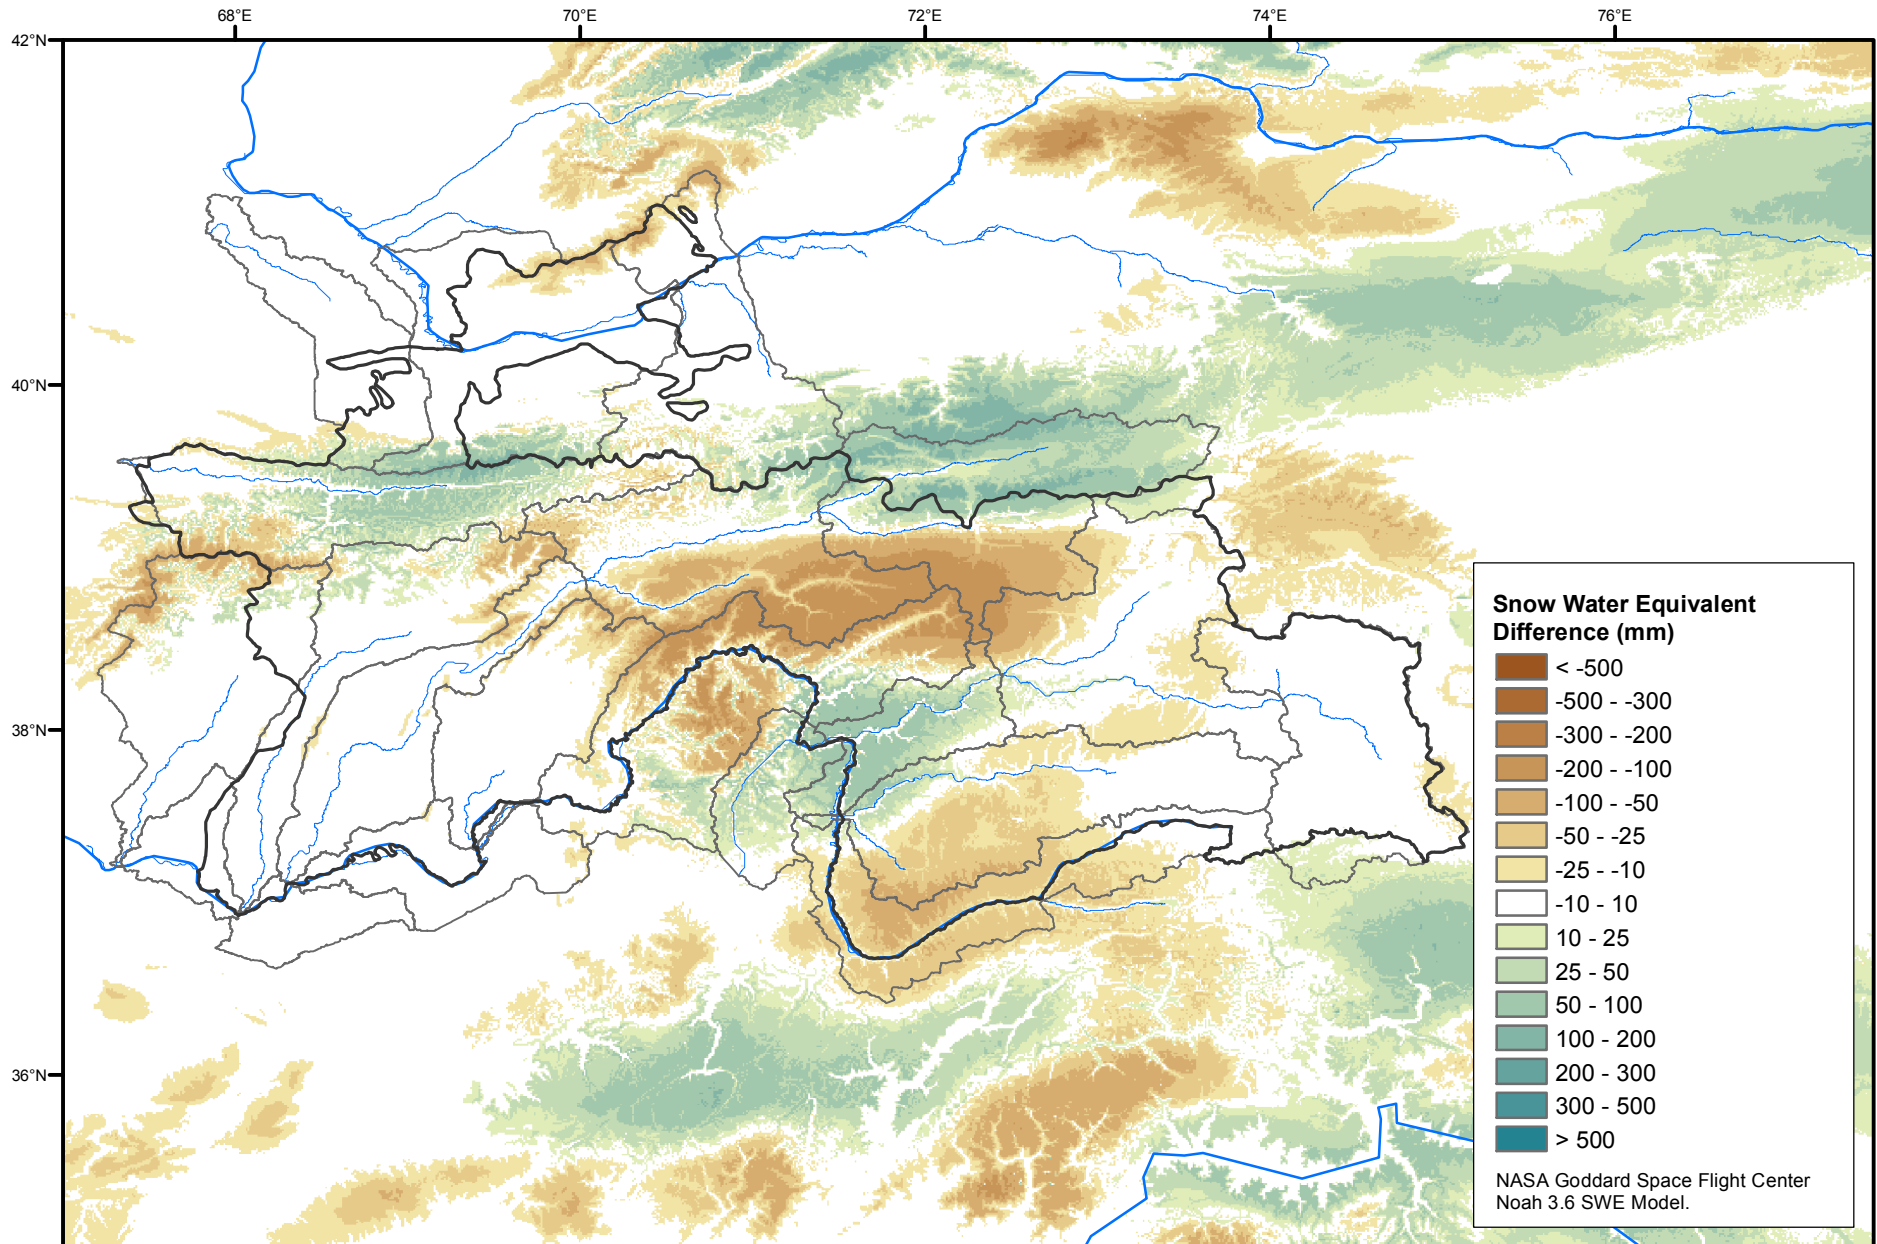 68°E 70°E 72°E 74°E 76°E
42°N
40°N
38°N
36°N
Snow Water Equivalent
Difference (mm)
< -500
-500 - -300
-300 - -200
-200 - -100
-100 - -50
-50 - -25
-25 - -10
-10 - 10
10 - 25
25 - 50
50 - 100
100 - 200
200 - 300
300 - 500
> 500
NASA Goddard Space Flight Center
Noah 3.6 SWE Model.